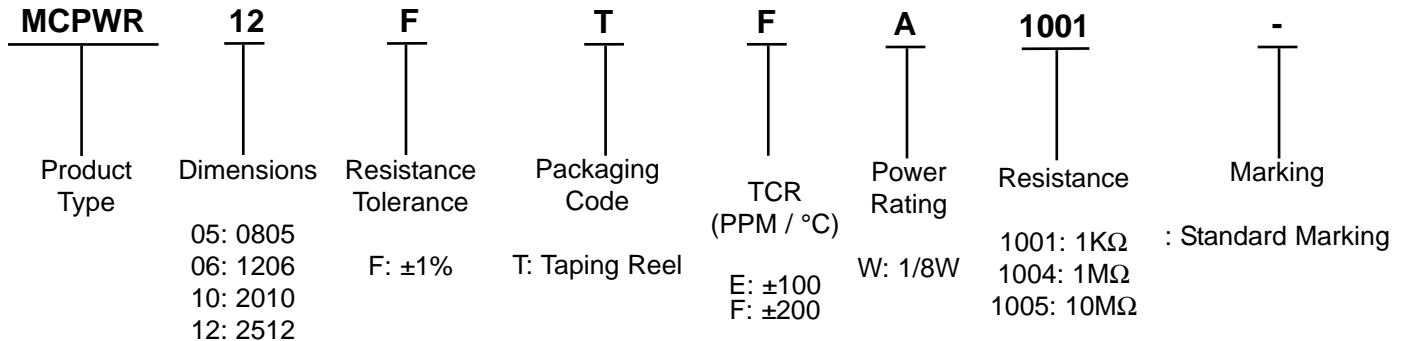 MCPWR 12 F T F A 1001 -
Product Type
Dimensions
05: 0805
06: 1206
10: 2010
12: 2512
Resistance Tolerance
F: ±1%
Packaging Code
T: Taping Reel
TCR
(PPM / °C)
E: ±100
F: ±200
Power Rating
W: 1/8W
Resistance
1001: 1KΩ
1004: 1MΩ
1005: 10MΩ
Marking
: Standard Marking